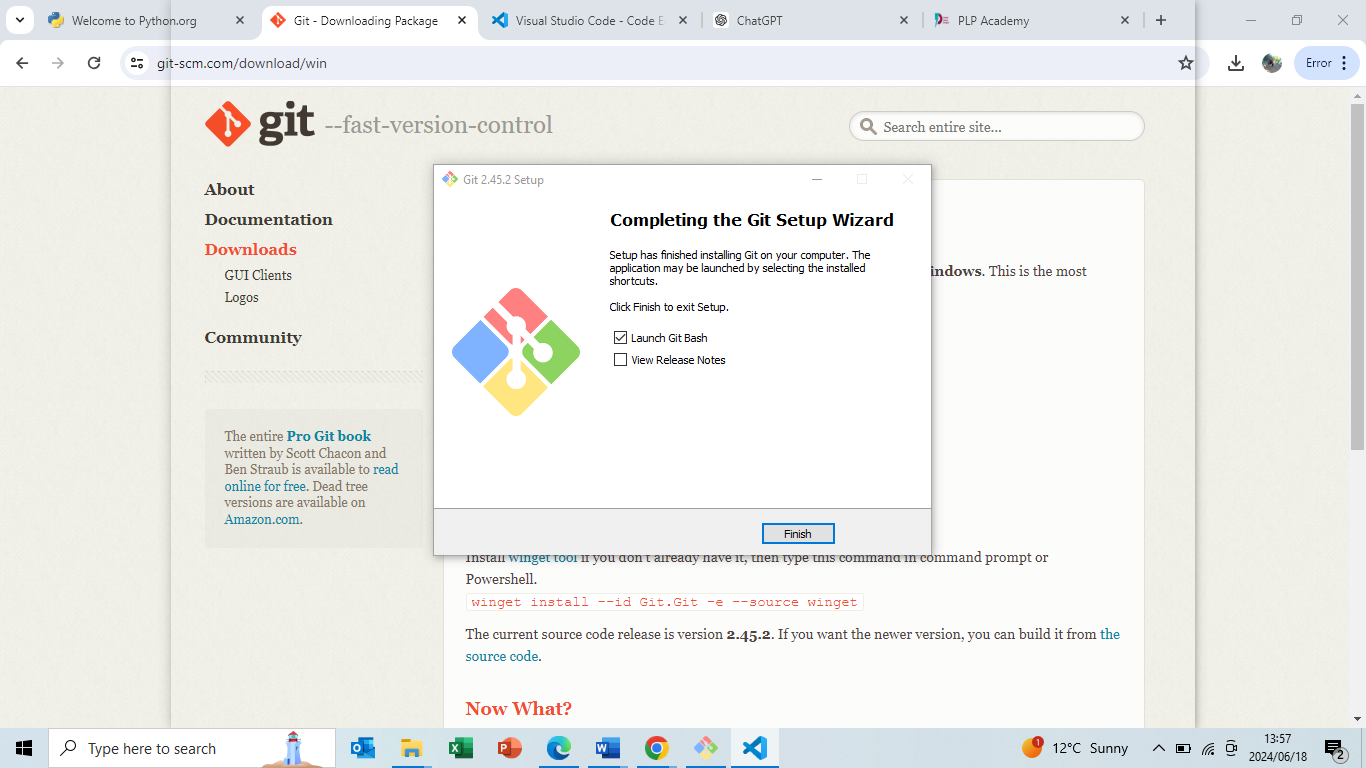 Welcome to Python.org
Git - Downloading Package
Visual Studio Code - Code E
ChatGPT
PLP Academy
git-scm.com/download/win
Error
git --fast-version-control
Search entire site...
About
Documentation
Downloads
GUI Clients
Logos
Community
The entire Pro Git book
written by Scott Chacon and
Ben Straub is available to read
online for free. Dead tree
versions are available on
Amazon.com.
Git 2.45.2 Setup
Completing the Git Setup Wizard
Setup has finished installing Git on your computer. The
application may be launched by selecting the installed
shortcuts.
Click Finish to exit Setup.
Launch Git Bash
View Release Notes
Finish
indows. This is the most
Install winget tool if you don't already have it, then type this command in command prompt or
Powershell.
winget install --id Git.Git -e --source winget
The current source code release is version 2.45.2. If you want the newer version, you can build it from the
source code.
Now What?
Type here to search
1
12°C Sunny
13:57
2024/06/18
2